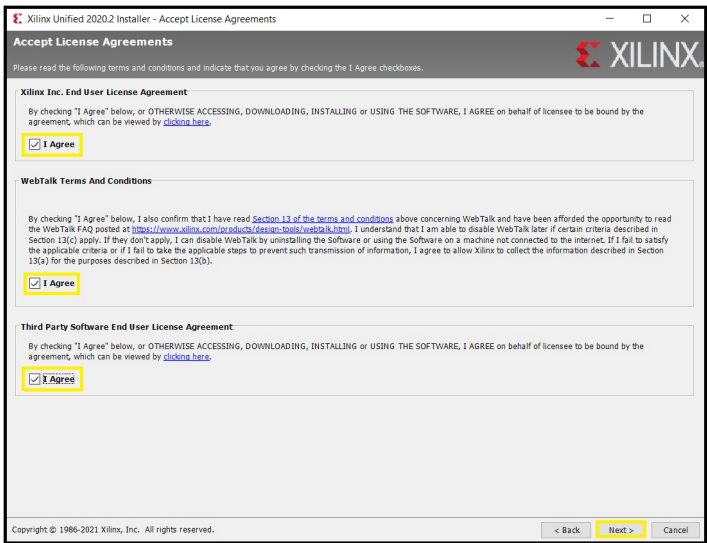 Xilinx Unified 2020.2 Installer - Accept License Agreements
Accept License Agreements
XILINX.
Please read the following terms and conditions and indicate that you agree by checking the I Agree checkboxes.
Xilinx Inc. End User License Agreement
By checking "I Agree" below, or OTHERWISE ACCESSING, DOWNLOADING, INSTALLING or USING THE SOFTWARE, I AGREE on behalf of licensee to be bound by the
agreement, which can be viewed by clicking here.
I Agree
WebTalk Terms And Conditions
By checking "I Agree" below, I also confirm that I have read Section 13 of the terms and conditions above concerning WebTalk and have been afforded the opportunity to read
the WebTalk FAQ posted at https://www.xilinx.com/products/design-tools/webtalk.html. I understand that I am able to disable WebTalk later if certain criteria described in
Section 13(c) apply. If they don't apply, I can disable WebTalk by uninstalling the Software or using the Software on a machine not connected to the internet. If I fail to satisfy
the applicable criteria or if I fail to take the applicable steps to prevent such transmission of information, I agree to allow Xilinx to collect the information described in Section
13(a) for the purposes described in Section 13(b).
I Agree
Third Party Software End User License Agreement
By checking "I Agree" below, or OTHERWISE ACCESSING, DOWNLOADING, INSTALLING or USING THE SOFTWARE, I AGREE on behalf of licensee to be bound by the
agreement, which can be viewed by clicking here.
I Agree
Copyright © 1986-2021 Xilinx, Inc. All rights reserved.
< Back
Next >
Cancel